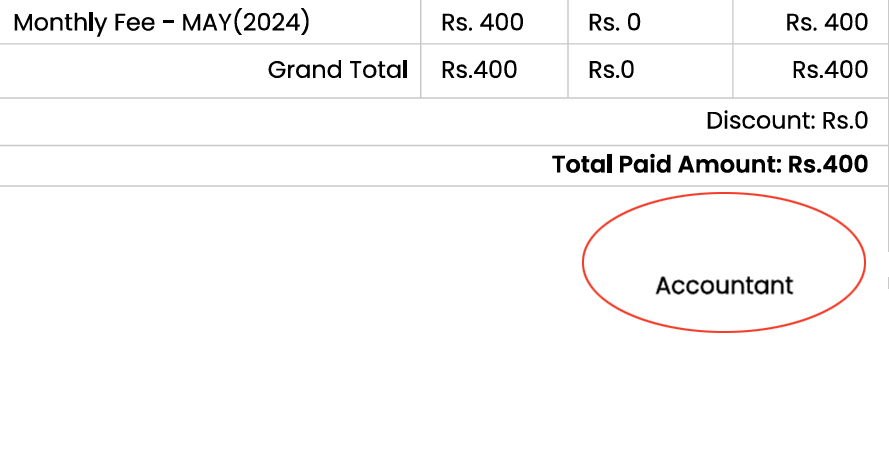 Monthly Fee - MAY(2024) Rs. 400 Rs. 0 Rs. 400
Grand Total Rs.400 Rs.0 Rs.400
Discount: Rs.0
Total Paid Amount: Rs.400
Accountant